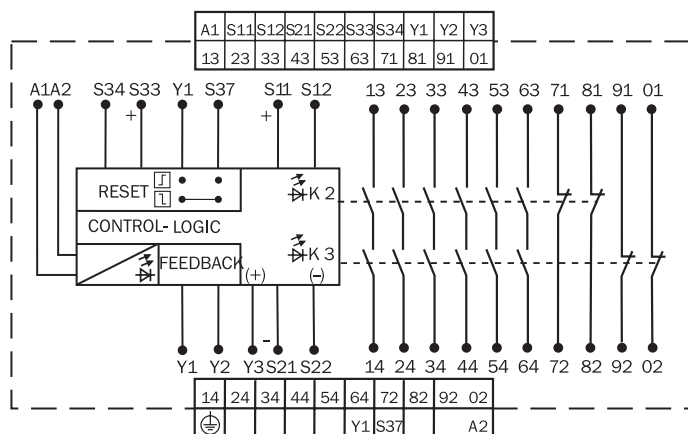 A1 S11 S12 S21 S22 S33 S34 Y1 Y2 Y3
13 23 33 43 53 63 71 81 91 01
A1 A2 S34 S33 Y1 S37 S11 S12 13 23 33 43 53 63 71 81 91 01
+ +
RESET K2
CONTROL- LOGIC
FEEDBACK K3
(+) (-)
-
Y1 Y2 Y3 S21 S22 14 24 34 44 54 64 72 82 92 02
14 24 34 44 54 64 72 82 92 02
Y1 S37 A2